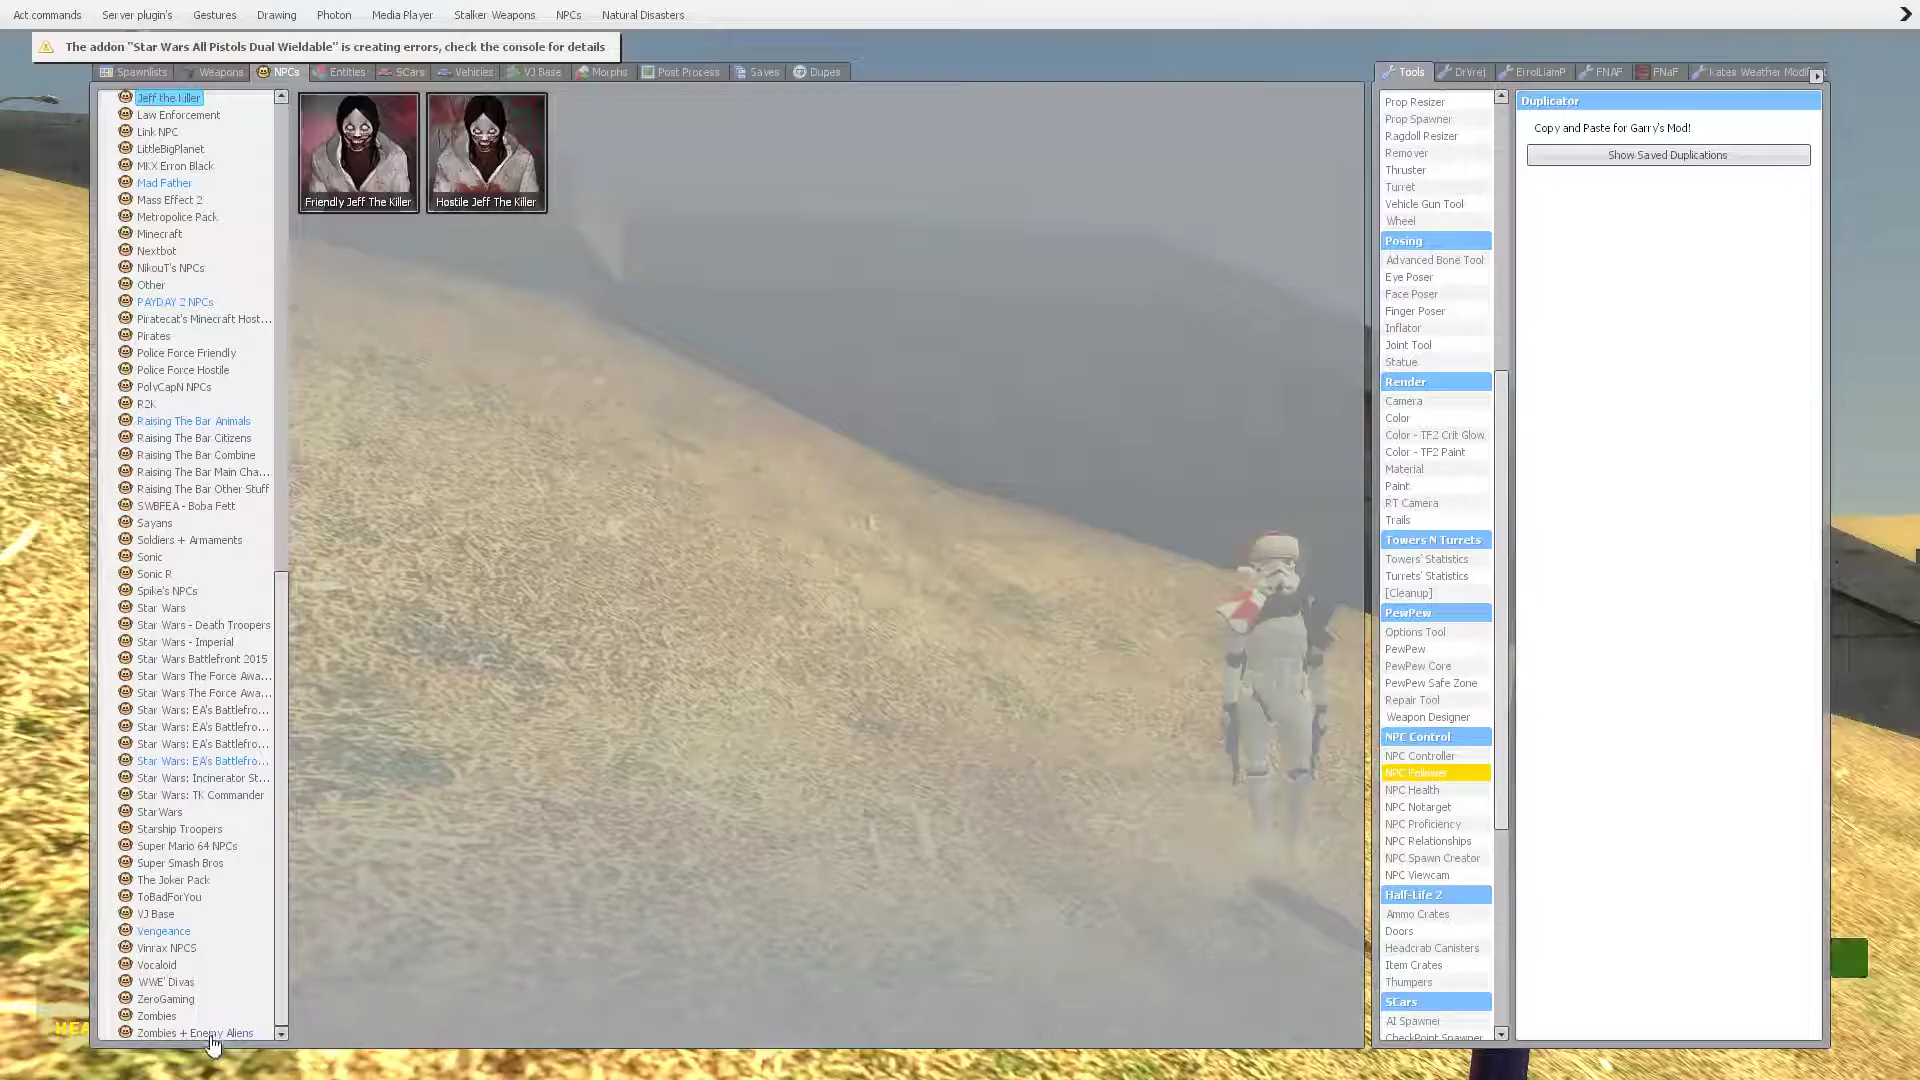 Act commands Server plugin's Gestures Drawing Photon Media Player Stalker Weapons NPCs Natural Disasters
The addon "Star Wars All Pistols Dual Wieldable" is creating errors, check the console for details
Spawnlists Weapons NPCs Entities SCars Vehicles VJ Base Morphs Post Process Saves Dupes
Jeff the Killer
Law Enforcement
Link NPC
LittleBigPlanet
MKX Erron Black
Mad Father
Mass Effect 2
Metropolice Pack
Minecraft
Nextbot
NikouT's NPCs
Other
PAYDAY 2 NPCs
Piratecat's Minecraft Host...
Pirates
Police Force Friendly
Police Force Hostile
PolyCapN NPCs
R2K
Raising The Bar Animals
Raising The Bar Citizens
Raising The Bar Combine
Raising The Bar Main Cha...
Raising The Bar Other Stuff
SWBFEA - Boba Fett
Sayans
Soldiers + Armaments
Sonic
Sonic R
Spike's NPCs
Star Wars
Star Wars - Death Troopers
Star Wars - Imperial
Star Wars Battlefront 2015
Star Wars The Force Awa...
Star Wars The Force Awa...
Star Wars: EA's Battlefro...
Star Wars: EA's Battlefro...
Star Wars: EA's Battlefro...
Star Wars: EA's Battlefro...
Star Wars: Incinerator St...
Star Wars: TK Commander
StarWars
Starship Troopers
Super Mario 64 NPCs
Super Smash Bros
The Joker Pack
ToBadForYou
VJ Base
Vengeance
Vinrax NPCS
Vocaloid
WWE' Divas
ZeroGaming
Zombies
Zombies + Enemy Aliens
Friendly Jeff The Killer
Hostile Jeff The Killer
Tools DrVrej ErrolLiamP FNAF FNaF Kates Weather Modif
Prop Resizer
Prop Spawner
Ragdoll Resizer
Remover
Thruster
Turret
Vehicle Gun Tool
Wheel
Posing
Advanced Bone Tool
Eye Poser
Face Poser
Finger Poser
Inflator
Joint Tool
Statue
Render
Camera
Color
Color - TF2 Crit Glow
Color - TF2 Paint
Material
Paint
RT Camera
Trails
Towers N Turrets
Towers' Statistics
Turrets' Statistics
[Cleanup]
PewPew
Options Tool
PewPew
PewPew Core
PewPew Safe Zone
Repair Tool
Weapon Designer
NPC Control
NPC Controller
NPC Follower
NPC Health
NPC Notarget
NPC Proficiency
NPC Relationships
NPC Spawn Creator
NPC Viewcam
Half-Life 2
Ammo Crates
Doors
Headcrab Canisters
Item Crates
Thumpers
SCars
AI Spawner
CheckPoint Spawner
Duplicator
Copy and Paste for Garry's Mod!
Show Saved Duplications
HEA